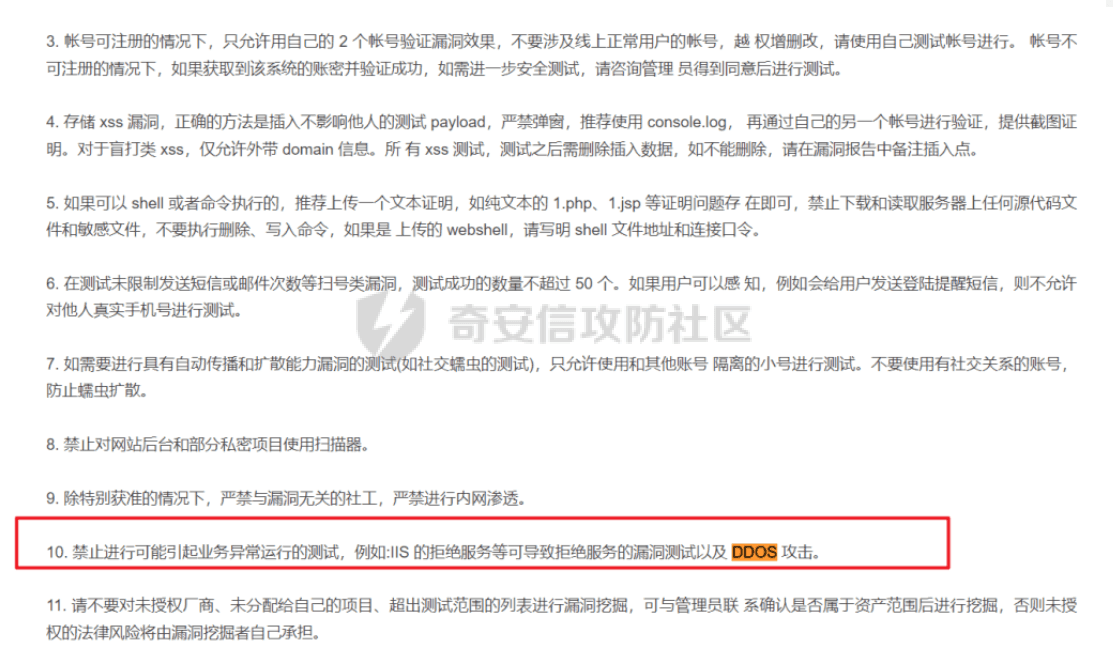 3. 帐号可注册的情况下，只允许用自己的 2 个帐号验证漏洞效果，不要涉及线上正常用户的帐号，越 权增删改，请使用自己测试帐号进行。 帐号不
可注册的情况下，如果获取到该系统的账密并验证成功，如需进一步安全测试，请咨询管理 员得到同意后进行测试。
4. 存储 xss 漏洞，正确的方法是插入不影响他人的测试 payload，严禁弹窗，推荐使用 console.log， 再通过自己的另一个帐号进行验证，提供截图证
明。对于盲打类 xss，仅允许外带 domain 信息。所 有 xss 测试，测试之后需删除插入数据，如不能删除，请在漏洞报告中备注插入点。
5. 如果可以 shell 或者命令执行的，推荐上传一个文本证明，如纯文本的 1.php、1.jsp 等证明问题存 在即可，禁止下载和读取服务器上任何源代码文
件和敏感文件，不要执行删除、写入命令，如果是 上传的 webshell，请写明 shell 文件地址和连接口令。
6. 在测试未限制发送短信或邮件次数等扫号类漏洞，测试成功的数量不超过 50 个。如果用户可以感 知，例如会给用户发送登陆提醒短信，则不允许
对他人真实手机号进行测试。
奇安信攻防社区
7. 如需要进行具有自动传播和扩散能力漏洞的测试(如社交蠕虫的测试)，只允许使用和其他账号 隔离的小号进行测试。不要使用有社交关系的账号，
防止蠕虫扩散。
8. 禁止对网站后台和部分私密项目使用扫描器。
9. 除特别获准的情况下，严禁与漏洞无关的社工，严禁进行内网渗透。
10. 禁止进行可能引起业务异常运行的测试，例如:IIS 的拒绝服务等可导致拒绝服务的漏洞测试以及 DDOS 攻击。
11. 请不要对未授权厂商、未分配给自己的项目、超出测试范围的列表进行漏洞挖掘，可与管理员联 系确认是否属于资产范围后进行挖掘，否则未授
权的法律风险将由漏洞挖掘者自己承担。